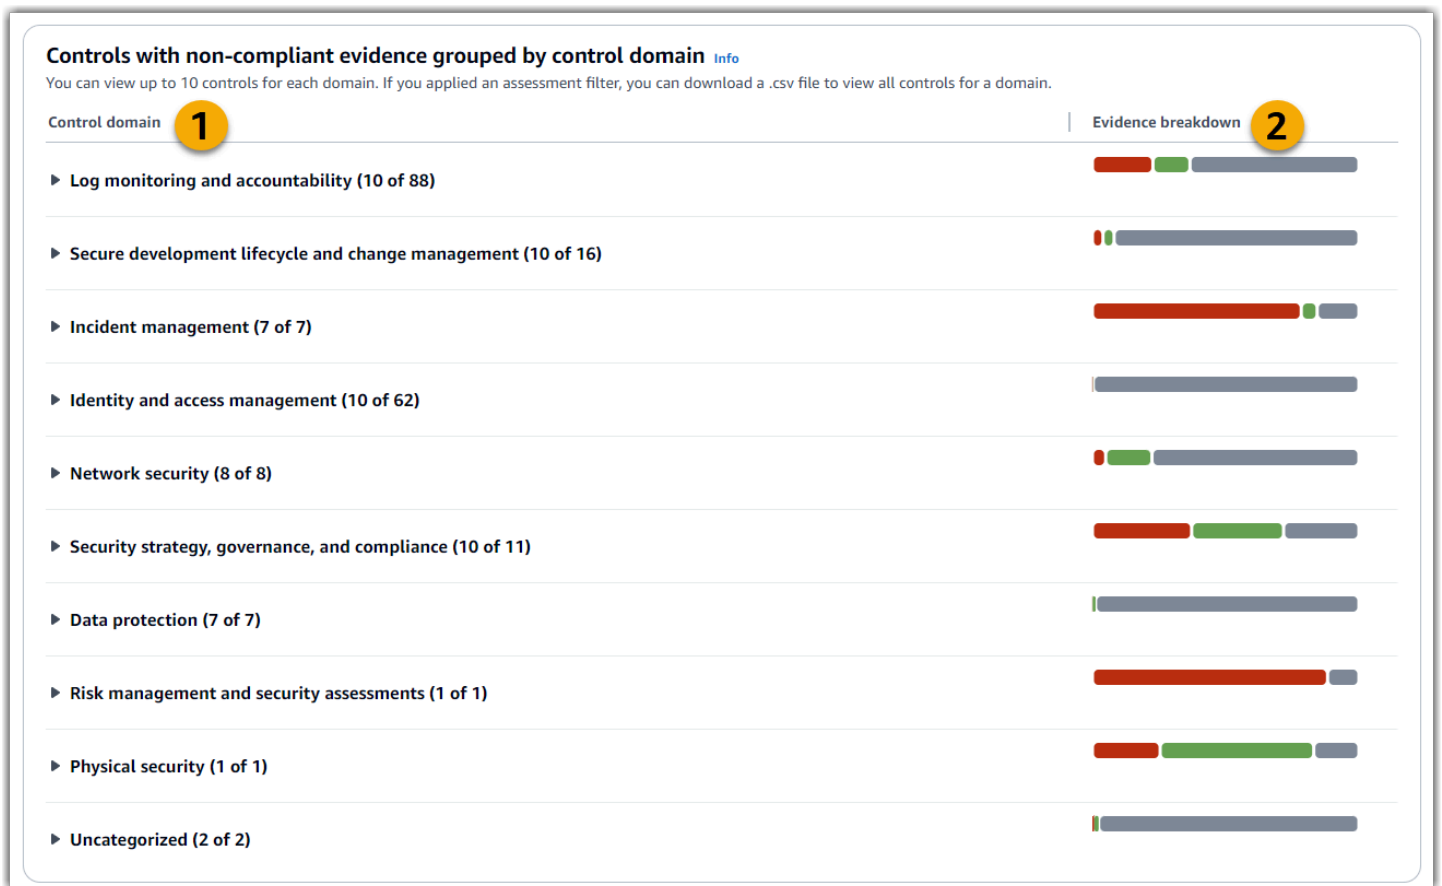 Controls with non-compliant evidence grouped by control domain Info
You can view up to 10 controls for each domain. If you applied an assessment filter, you can download a .csv file to view all controls for a domain.
Control domain 1 Evidence breakdown 2
Log monitoring and accountability (10 of 88)
Secure development lifecycle and change management (10 of 16)
Incident management (7 of 7)
Identity and access management (10 of 62)
Network security (8 of 8)
Security strategy, governance, and compliance (10 of 11)
Data protection (7 of 7)
Risk management and security assessments (1 of 1)
Physical security (1 of 1)
Uncategorized (2 of 2)